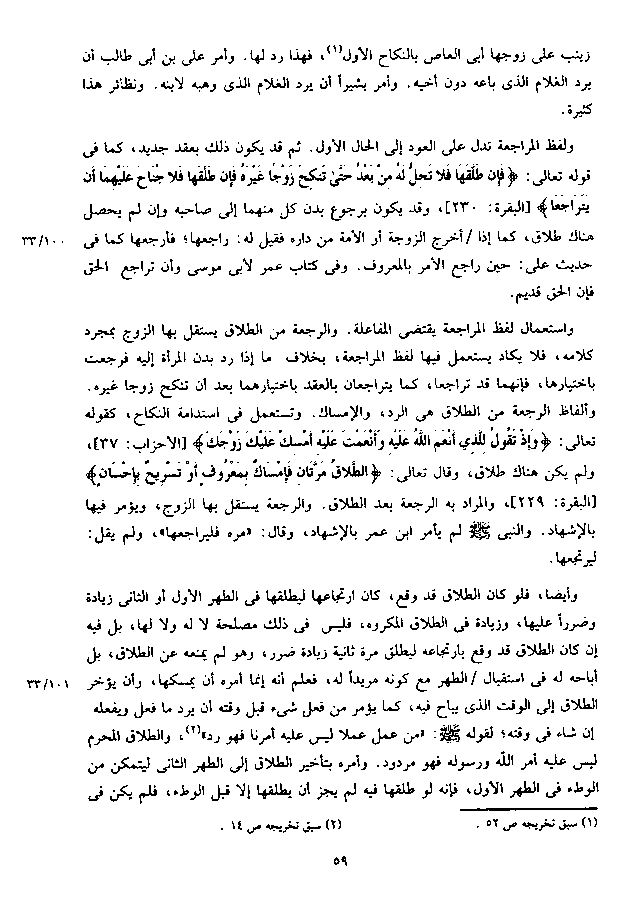 زينب على زوجها أبى العاص بالنكاح الأول(١)، فهذا رد لها. وأمر على بن أبى طالب أن
يرد الغلام الذى باعه دون أخيه. وأمر بشيراً أن يرد الغلام الذى وهبه لابنه. ونظائر هذا
كثيرة.
ولفظ المراجعة تدل على العود إلى الحال الأول. ثم قد يكون ذلك بعقد جديد، كما فى
قوله تعالى: ﴿فَإِن طَلَّقَهَا فَلا تَحِلُّ لَهُ مِنْ بَعْدُ حَتَّىٰ تَنكِحَ زَوْجًا غَيْرَهُ فَإِن طَلَّقَهَا فَلا جُنَاحَ عَلَيْهِمَا أَن
يَتَرَاجَعَا﴾ [البقرة: ٢٣٠]، وقد يكون برجوع بدن كل منهما إلى صاحبه وإن لم يحصل
هناك طلاق، كما إذا /أخرج الزوجة أو الأمة من داره فقيل له: راجعها؛ فأرجعها كما فى ٣٣/١٠٠
حديث على: حين راجع الأمر بالمعروف. وفى كتاب عمر لأبى موسى وأن تراجع الحق
فإن الحق قديم.
واستعمال لفظ المراجعة يقتضى المفاعلة. والرجعة من الطلاق يستقل بها الزوج بمجرد
كلامه، فلا يكاد يستعمل فيها لفظ المراجعة، بخلاف ما إذا رد بدن المرأة إليه فرجعت
باختيارها، فإنهما قد تراجعا، كما يتراجعان بالعقد باختيارهما بعد أن تنكح زوجا غيره.
وألفاظ الرجعة من الطلاق هى الرد، والإمساك. وتستعمل فى استدامة النكاح، كقوله
تعالى: ﴿وَإِذْ تَقُولُ لِلَّذِي أَنْعَمَ اللَّهُ عَلَيْهِ وَأَنْعَمْتَ عَلَيْهِ أَمْسِكْ عَلَيْكَ زَوْجَكَ﴾ [الأحزاب: ٣٧]،
ولم يكن هناك طلاق، وقال تعالى: ﴿الطَّلاقُ مَرَّتَانِ فَإِمْسَاكٌ بِمَعْرُوفٍ أَوْ تَسْرِيحٌ بِإِحْسَانٍ﴾
[البقرة: ٢٢٩]، والمراد به الرجعة بعد الطلاق. والرجعة يستقل بها الزوج، ويؤمر فيها
بالإشهاد. والنبى ﷺ لم يأمر ابن عمر بالإشهاد، وقال: «مره فليراجعها»، ولم يقل:
ليرتجعها.
وأيضا، فلو كان الطلاق قد وقع، كان ارتجاعها ليطلقها فى الطهر الأول أو الثانى زيادة
وضرراً عليها، وزيادة فى الطلاق المكروه، فليس فى ذلك مصلحة لا له ولا لها، بل فيه
إن كان الطلاق قد وقع بارتجاعه ليطلق مرة ثانية زيادة ضرر، وهو لم يمنعه عن الطلاق، بل
أباحه له فى استقبال /الطهر مع كونه مريداً له، فعلم أنه إنما أمره أن يمسكها، وأن يؤخر ٣٣/١٠١
الطلاق إلى الوقت الذى يباح فيه، كما يؤمر من فعل شىء قبل وقته أن يرد ما فعل ويفعله
إن شاء فى وقته؛ لقوله ﷺ: «من عمل عملا ليس عليه أمرنا فهو رد»(٢)، والطلاق المحرم
ليس عليه أمر الله ورسوله فهو مردود. وأمره بتأخير الطلاق إلى الطهر الثانى ليتمكن من
الوطء فى الطهر الأول، فإنه لو طلقها فيه لم يجز أن يطلقها إلا قبل الوطء، فلم يكن فى
(١) سبق تخريجه ص ٥٢ . (٢) سبق تخريجه ص ١٤ .
٥٩